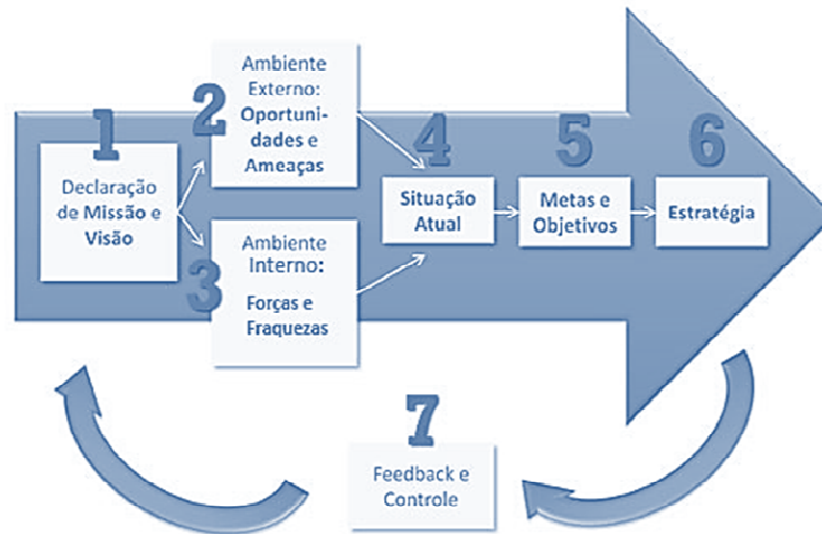 1
Declaração
de Missão e
Visão
2
Ambiente
Externo:
Oportuni-
dades e
Ameaças
3
Ambiente
Interno:
Forças e
Fraquezas
4
Situação
Atual
5
Metas e
Objetivos
6
Estratégia
7
Feedback e
Controle